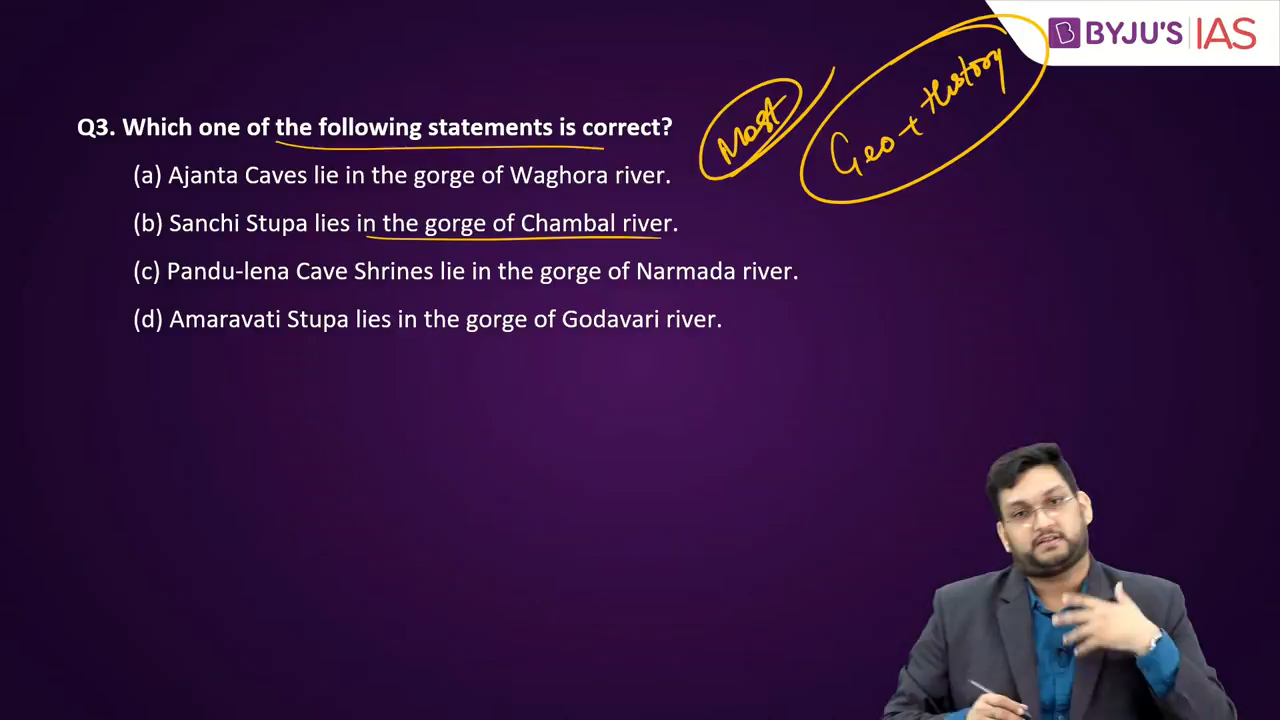 BYJU'S IAS
Most
Geo + History
Q3. Which one of the following statements is correct?
(a) Ajanta Caves lie in the gorge of Waghora river.
(b) Sanchi Stupa lies in the gorge of Chambal river.
(c) Pandu-lena Cave Shrines lie in the gorge of Narmada river.
(d) Amaravati Stupa lies in the gorge of Godavari river.